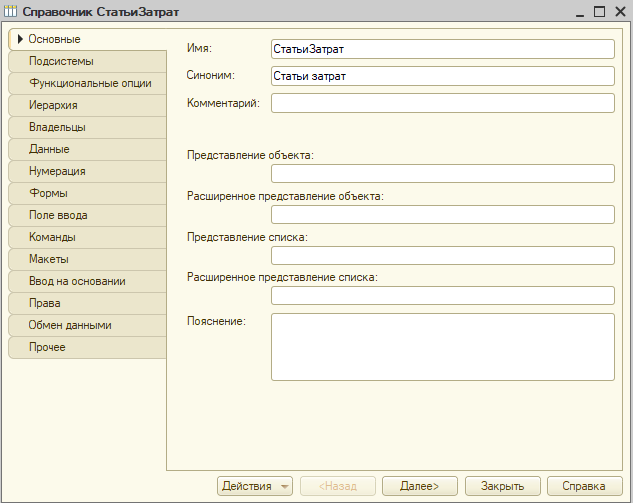 Справочник СтатьиЗатрат
Основные
Подсистемы
Функциональные опции
Иерархия
Владельцы
Данные
Нумерация
Формы
Поле ввода
Команды
Макеты
Ввод на основании
Права
Обмен данными
Прочее
Имя: СтатьиЗатрат
Синоним: Статьи затрат
Комментарий:
Представление объекта:
Расширенное представление объекта:
Представление списка:
Расширенное представление списка:
Пояснение:
Действия <Назад Далее> Закрыть Справка